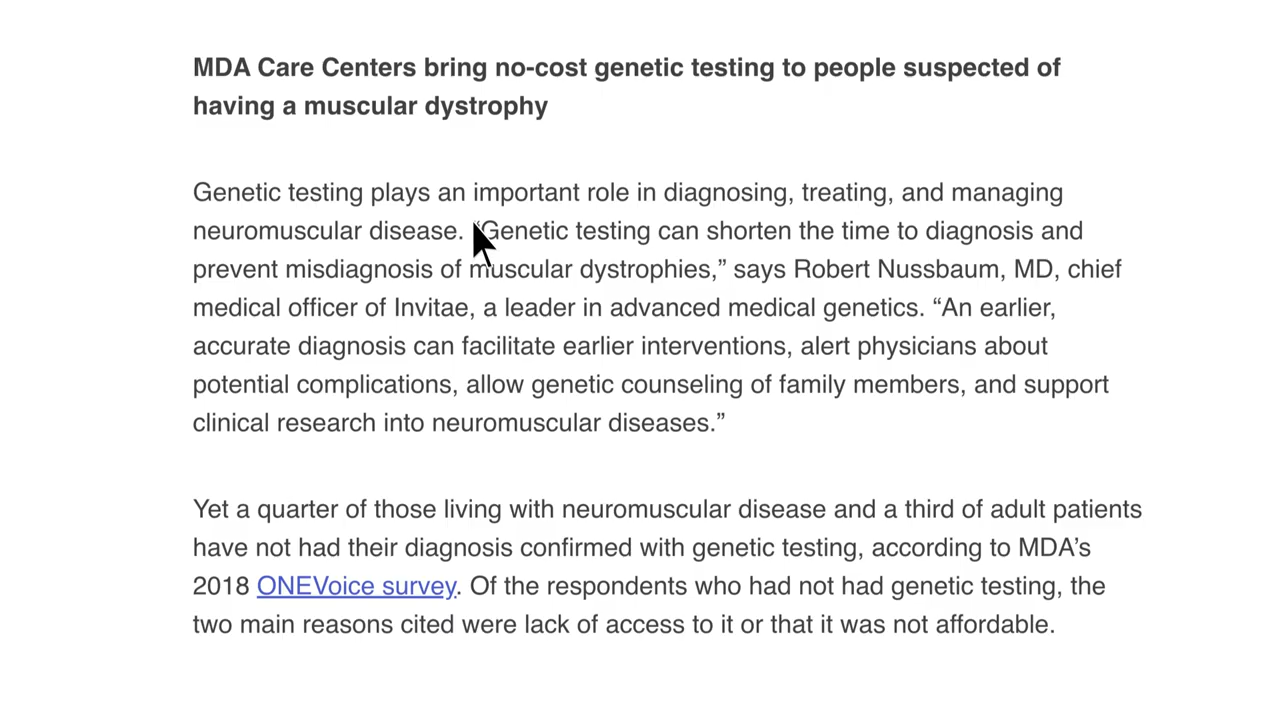 MDA Care Centers bring no-cost genetic testing to people suspected of
having a muscular dystrophy
Genetic testing plays an important role in diagnosing, treating, and managing
neuromuscular disease. “Genetic testing can shorten the time to diagnosis and
prevent misdiagnosis of muscular dystrophies,” says Robert Nussbaum, MD, chief
medical officer of Invitae, a leader in advanced medical genetics. “An earlier,
accurate diagnosis can facilitate earlier interventions, alert physicians about
potential complications, allow genetic counseling of family members, and support
clinical research into neuromuscular diseases.”
Yet a quarter of those living with neuromuscular disease and a third of adult patients
have not had their diagnosis confirmed with genetic testing, according to MDA’s
2018 ONEVoice survey. Of the respondents who had not had genetic testing, the
two main reasons cited were lack of access to it or that it was not affordable.